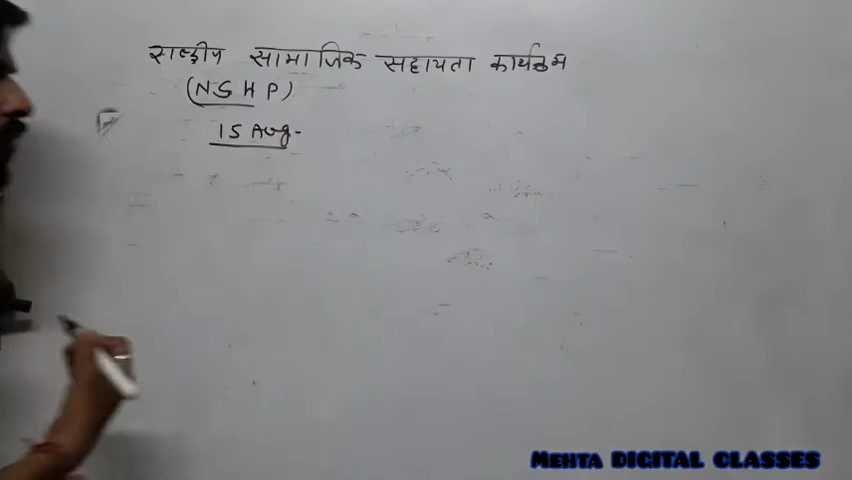 राष्ट्रीय सामाजिक सहायता कार्यक्रम
(NSHP)
15 Aug-
MEHTA DIGITAL CLASSES